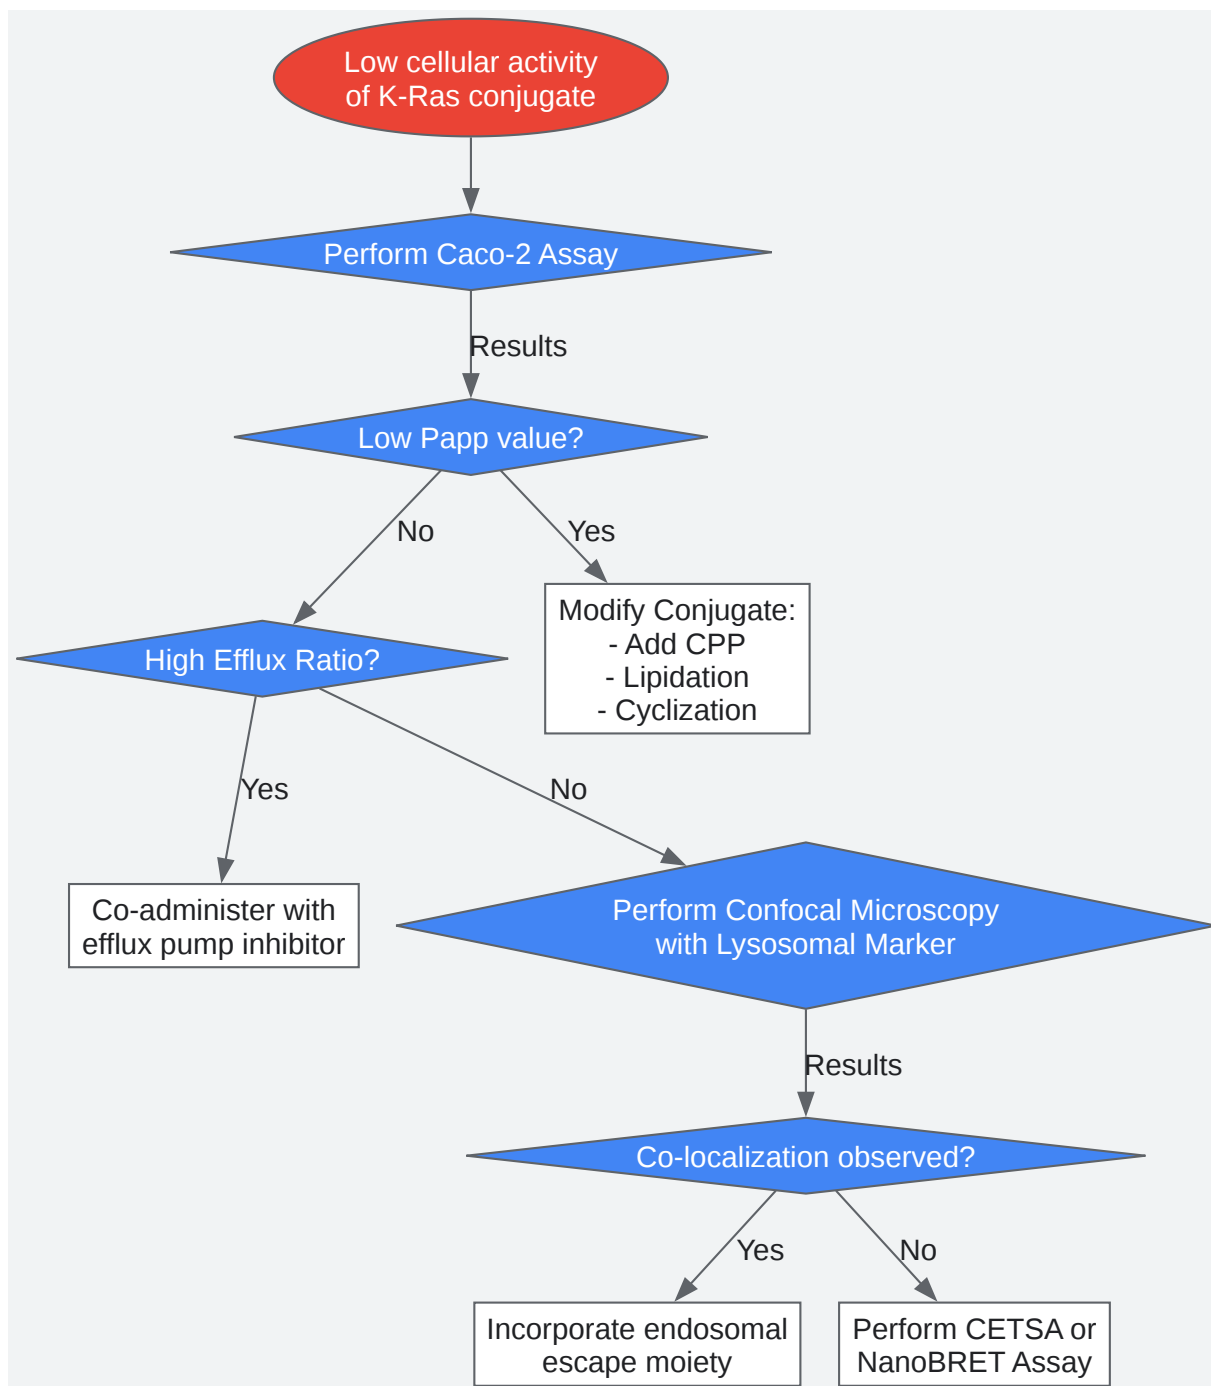 Low cellular activity
of K-Ras conjugate
Perform Caco-2 Assay
Results
Low Papp value?
No
Yes
Modify Conjugate:
- Add CPP
- Lipidation
- Cyclization
High Efflux Ratio?
Yes
No
Co-administer with
efflux pump inhibitor
Perform Confocal Microscopy
with Lysosomal Marker
Results
Co-localization observed?
Yes
No
Incorporate endosomal
escape moiety
Perform CETSA or
NanoBRET Assay